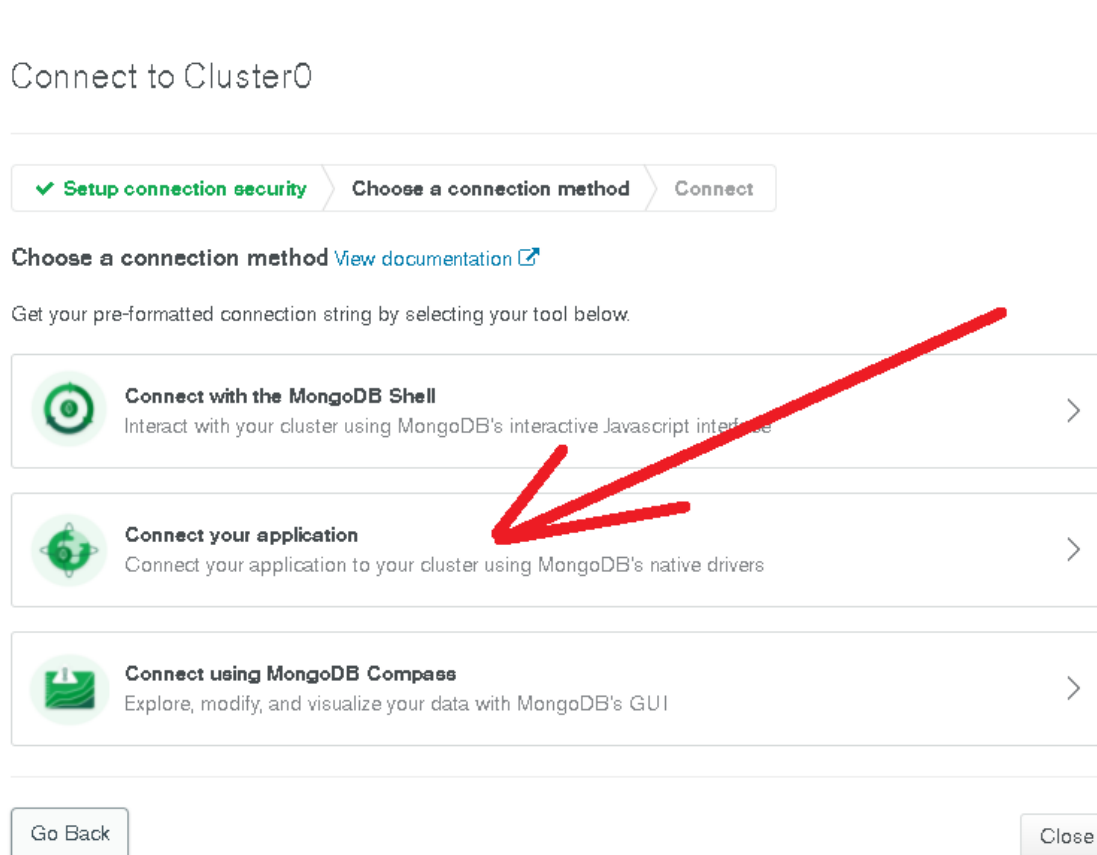 Connect to Cluster0
Setup connection security
Choose a connection method
Connect
Choose a connection method View documentation
Get your pre-formatted connection string by selecting your tool below.
Connect with the MongoDB Shell
Interact with your cluster using MongoDB's interactive Javascript interface
Connect your application
Connect your application to your cluster using MongoDB's native drivers
Connect using MongoDB Compass
Explore, modify, and visualize your data with MongoDB's GUI
Go Back
Close